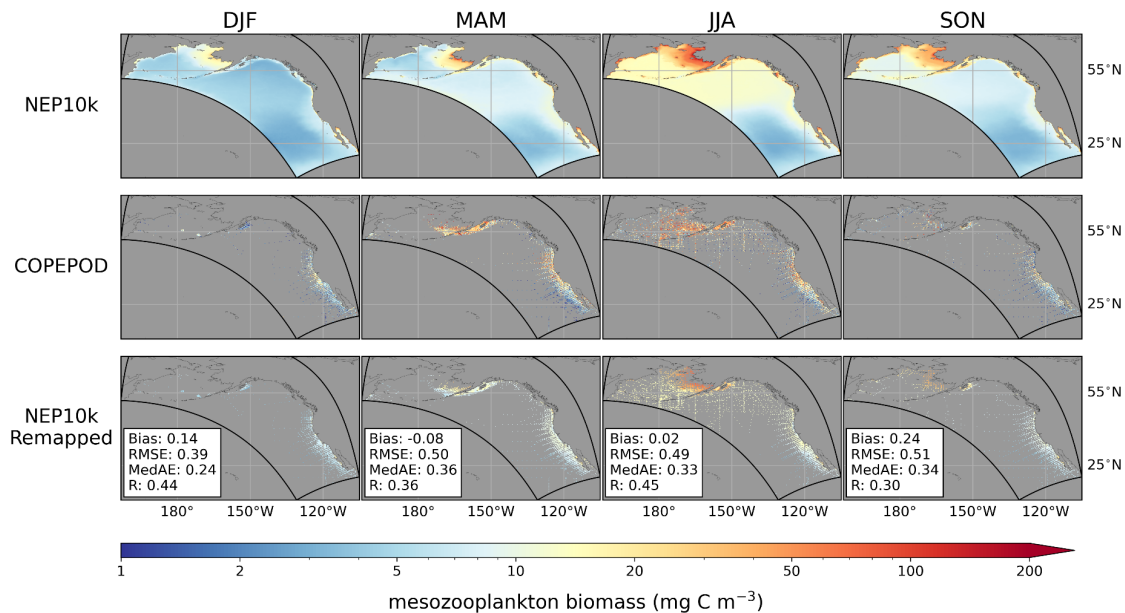 DJF MAM JJA SON
NEP10k
55°N
25°N
COPEPOD
55°N
25°N
NEP10k
Remapped
55°N
25°N
Bias: 0.14
RMSE: 0.39
MedAE: 0.24
R: 0.44
Bias: -0.08
RMSE: 0.50
MedAE: 0.36
R: 0.36
Bias: 0.02
RMSE: 0.49
MedAE: 0.33
R: 0.45
Bias: 0.24
RMSE: 0.51
MedAE: 0.34
R: 0.30
180° 150°W 120°W 180° 150°W 120°W 180° 150°W 120°W 180° 150°W 120°W
1 2 5 10 20 50 100 200
mesozooplankton biomass (mg C m⁻³)